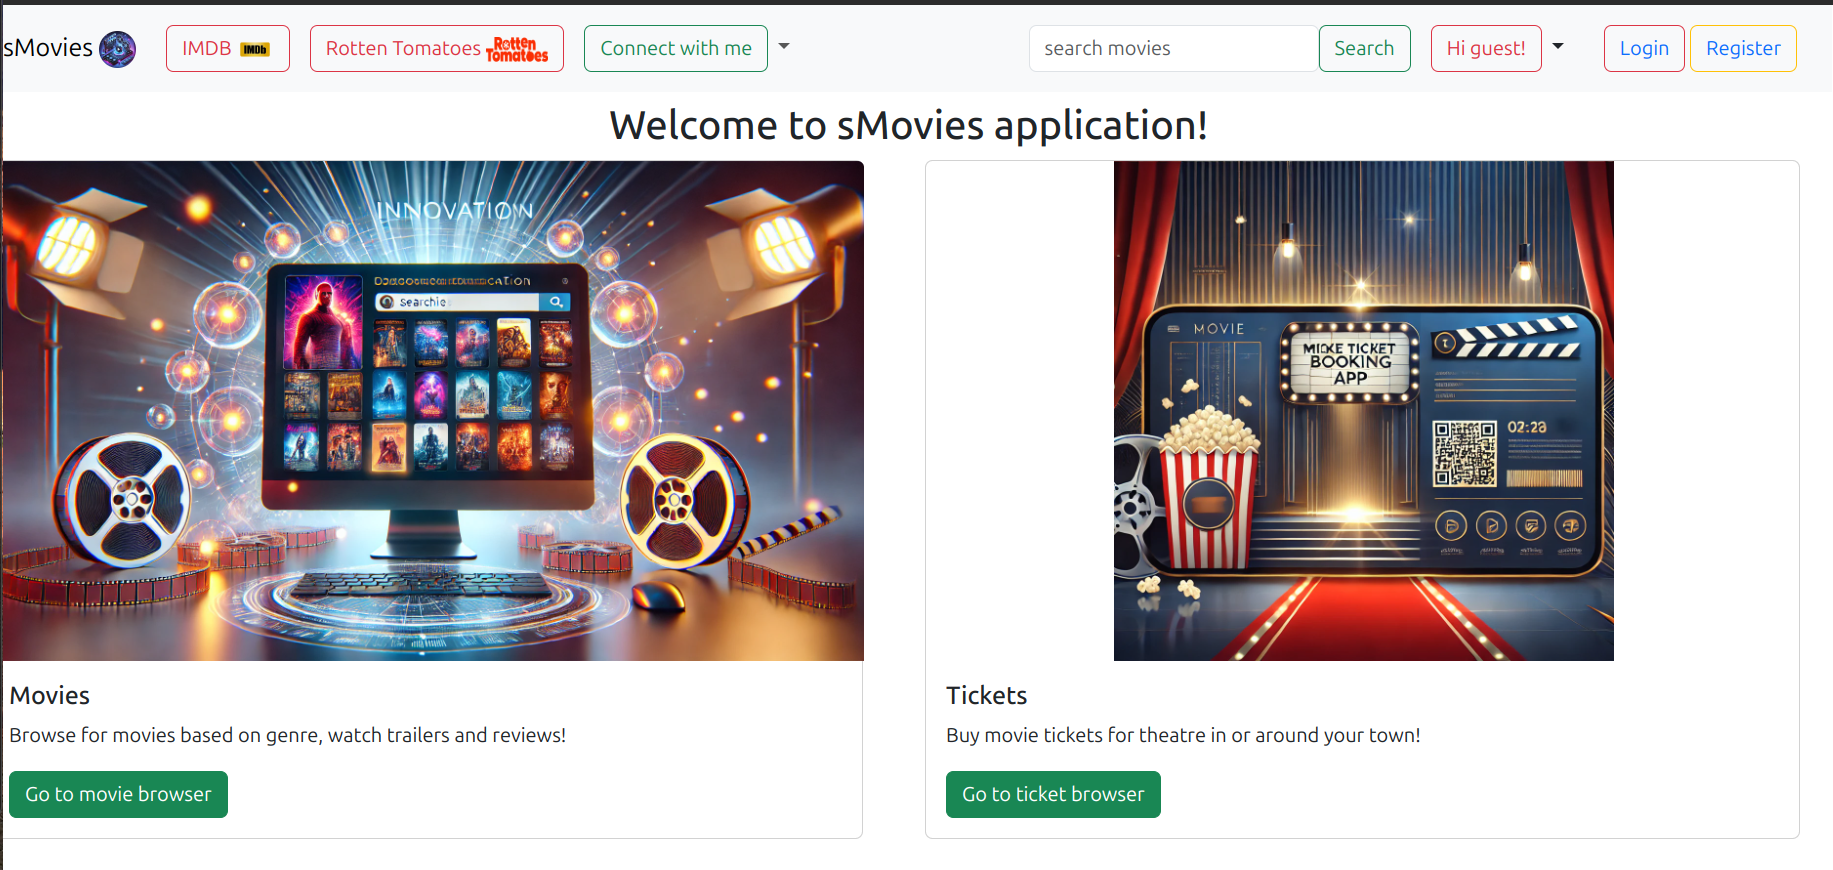 sMovies
IMDB IMDb
Rotten Tomatoes Rotten Tomatoes
Connect with me
search movies
Search
Hi guest!
Login
Register
Welcome to sMovies application!
INNOVATION
Searchie
MOVIE
MICKE TICKET
BOOKING
APP
02:28
Movies
Browse for movies based on genre, watch trailers and reviews!
Go to movie browser
Tickets
Buy movie tickets for theatre in or around your town!
Go to ticket browser